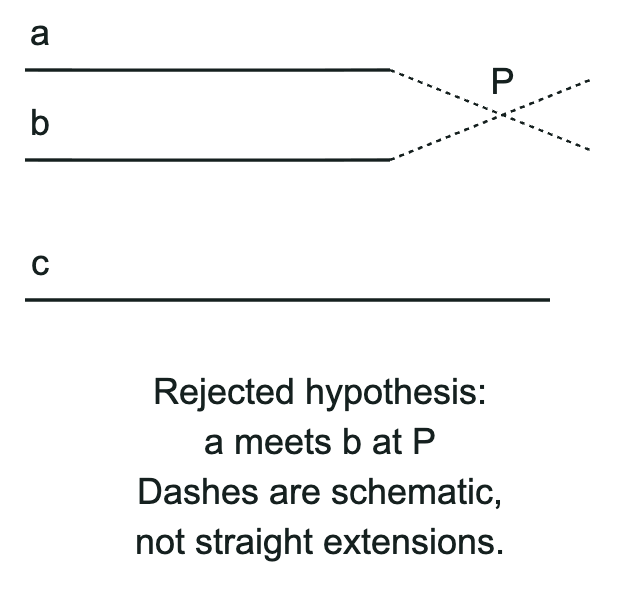 a
P
b
c
Rejected hypothesis:
a meets b at P
Dashes are schematic,
not straight extensions.